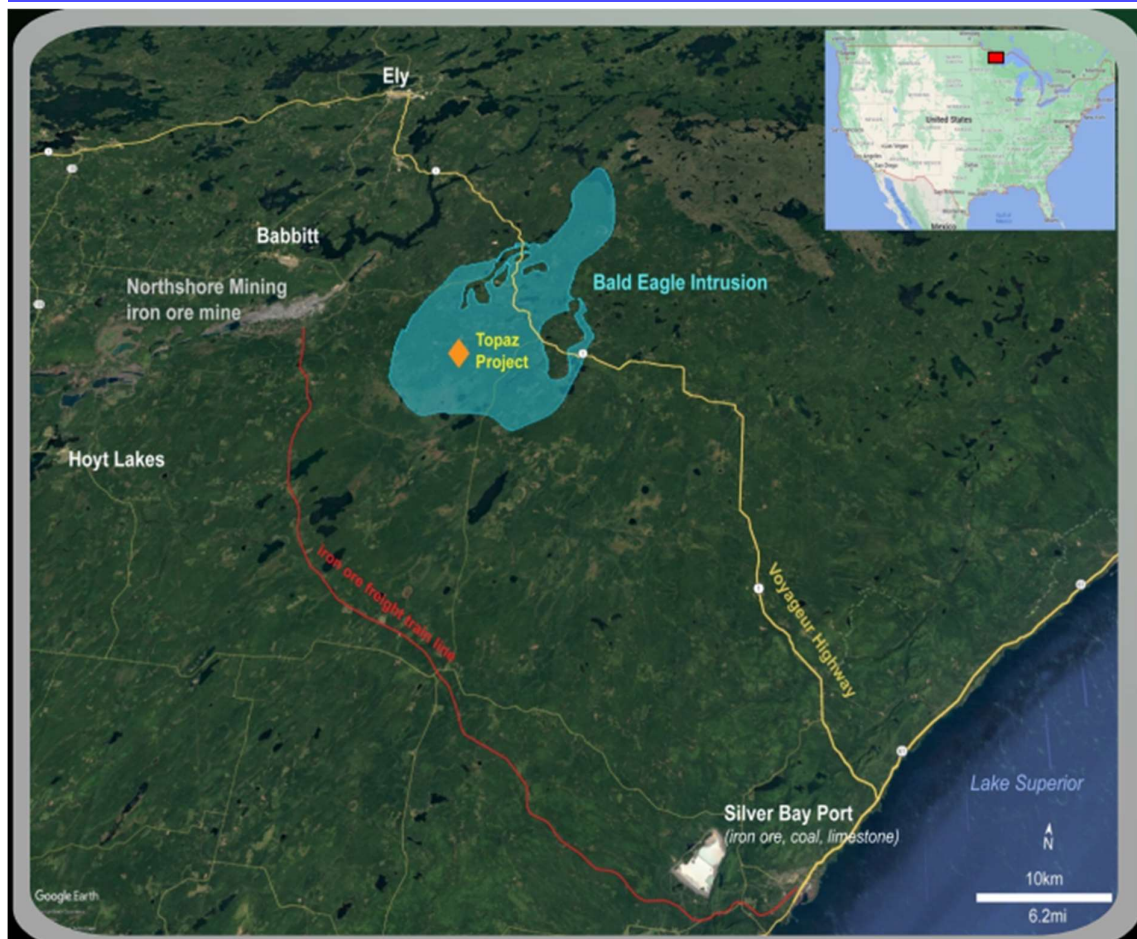 Ely
United States
Mexico
Babbitt
Northshore Mining
iron ore mine
Bald Eagle Intrusion
Topaz
Project
Hoyt Lakes
Iron ore freight train line
Voyageur Highway
Lake Superior
Silver Bay Port
(iron ore, coal, limestone)
N
10km
6.2mi
Google Earth